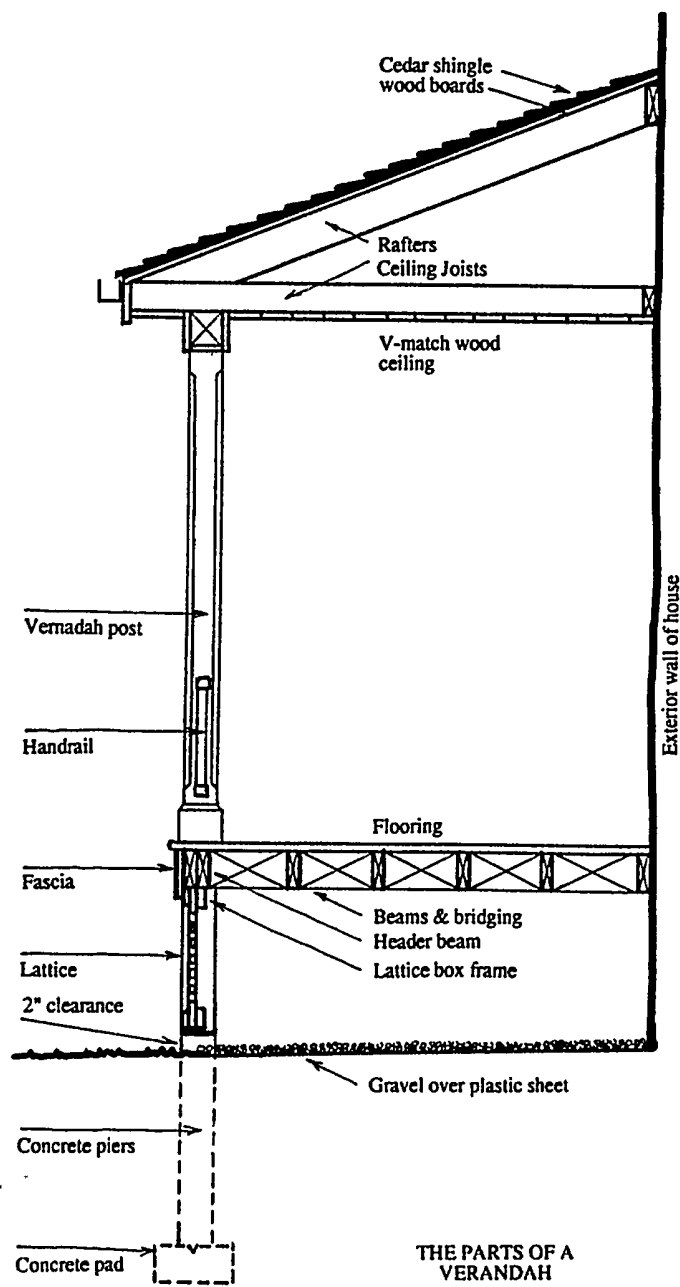 Cedar shingle
wood boards
Rafters
Ceiling Joists
V-match wood
ceiling
Vernadah post
Exterior wall of house
Handrail
Flooring
Fascia
Beams & bridging
Header beam
Lattice
Lattice box frame
2" clearance
Gravel over plastic sheet
Concrete piers
Concrete pad
THE PARTS OF A
VERANDAH